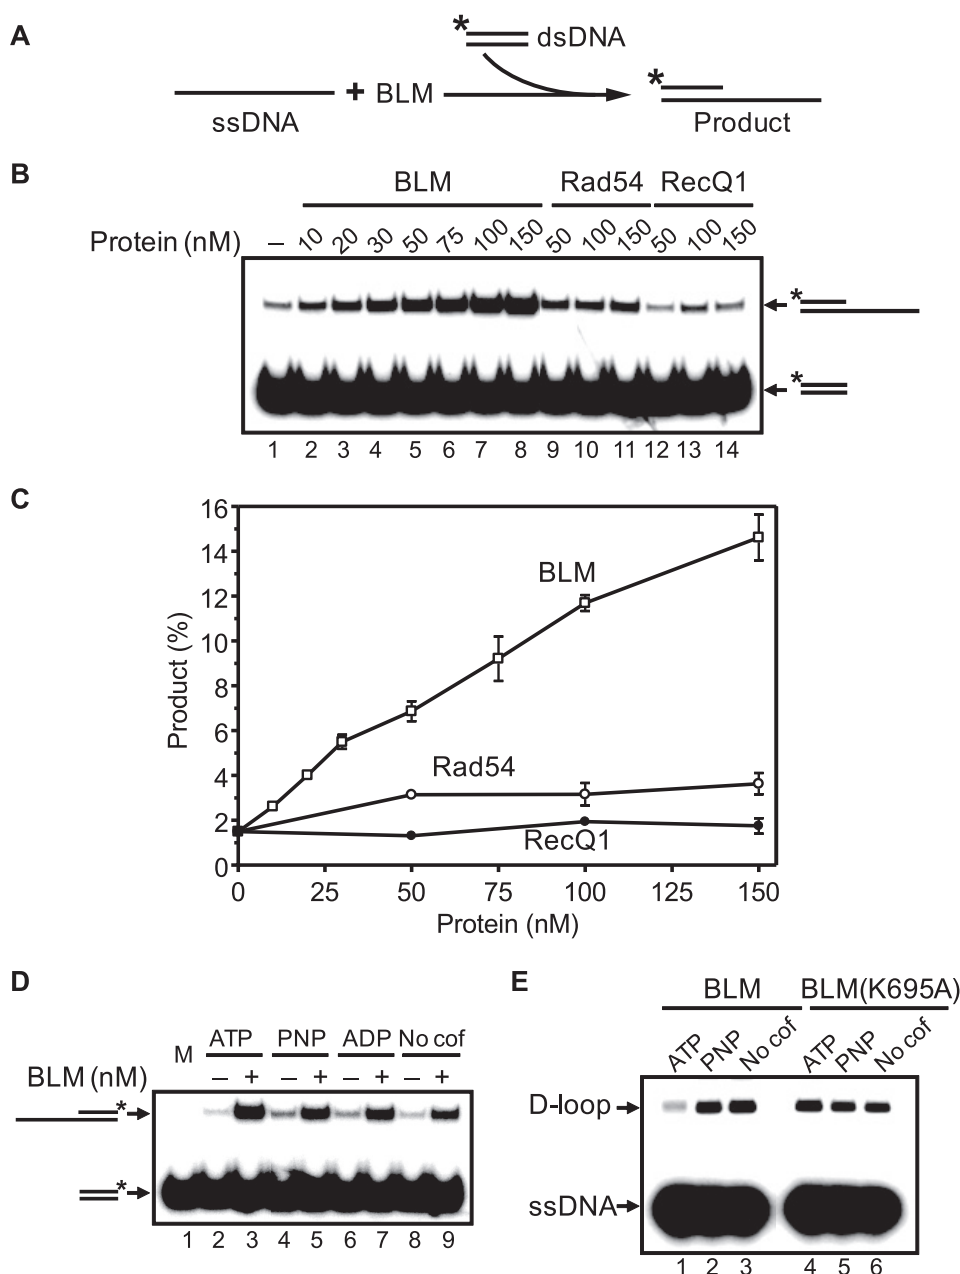 A
* dsDNA
ssDNA + BLM
* Product
B
BLM Rad54 RecQ1
Protein (nM) – 10 20 30 50 75 100 150 50 100 150 50 100 150
*
*
1 2 3 4 5 6 7 8 9 10 11 12 13 14
C
16
14
12
10
8
6
4
2
0
Product (%)
BLM
Rad54
RecQ1
0 25 50 75 100 125 150
Protein (nM)
D
M ATP PNP ADP No cof
BLM (nM) – + – + – + – +
*
*
1 2 3 4 5 6 7 8 9
E
BLM BLM(K695A)
ATP PNP No cof ATP PNP No cof
D-loop
ssDNA
1 2 3 4 5 6